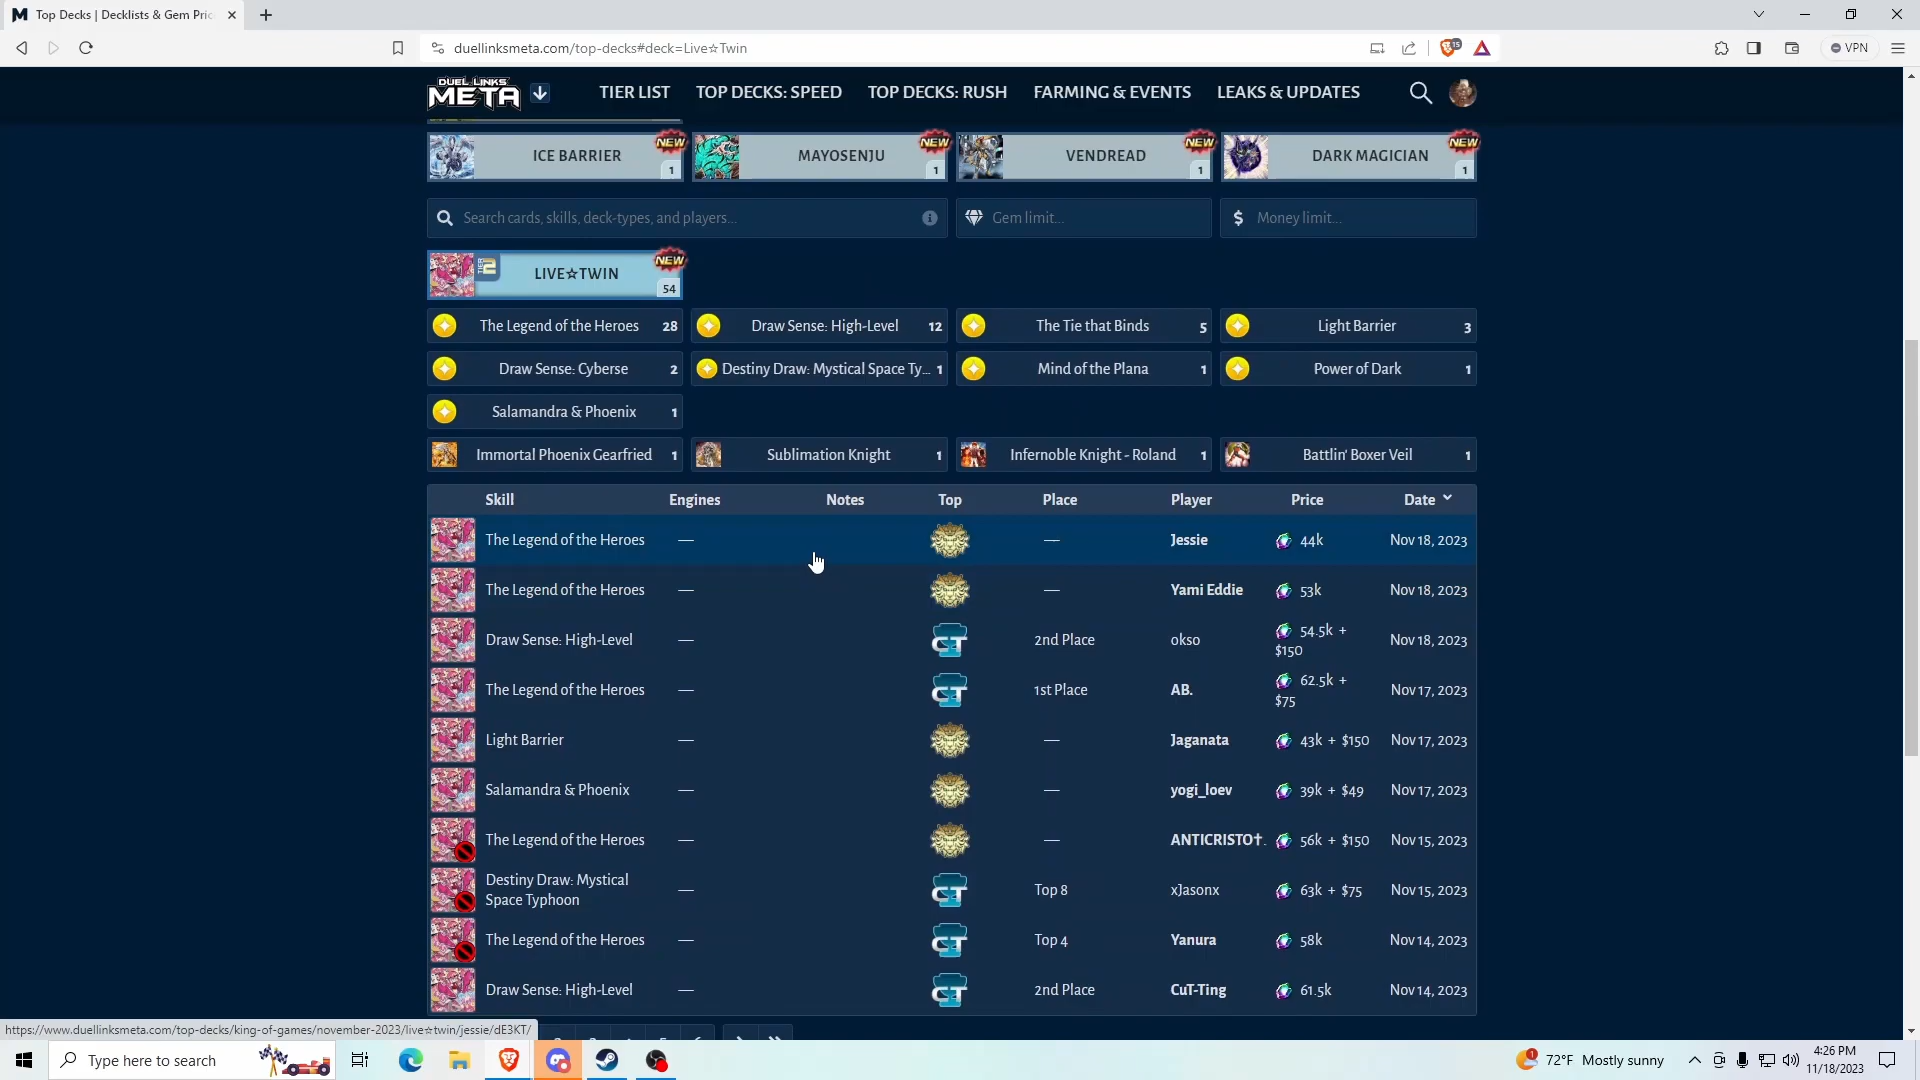 Top Decks | Decklists & Gem Pric
duellinksmeta.com/top-decks#deck=Live☆Twin
15
VPN
DUEL LINKS META
TIER LIST TOP DECKS: SPEED TOP DECKS: RUSH FARMING & EVENTS LEAKS & UPDATES
ICE BARRIER NEW 1 MAYOSENJU NEW 1 VENDREAD NEW 1 DARK MAGICIAN NEW 1
Search cards, skills, deck-types, and players... Gem limit... $ Money limit...
TIER 2 LIVE☆TWIN NEW 54
The Legend of the Heroes 28 Draw Sense: High-Level 12 The Tie that Binds 5 Light Barrier 3
Draw Sense: Cyberse 2 Destiny Draw: Mystical Space Ty... 1 Mind of the Plana 1 Power of Dark 1
Salamandra & Phoenix 1
Immortal Phoenix Gearfried 1 Sublimation Knight 1 Infernoble Knight - Roland 1 Battlin' Boxer Veil 1
Skill Engines Notes Top Place Player Price Date
The Legend of the Heroes — — Jessie 44k Nov 18, 2023
The Legend of the Heroes — — Yami Eddie 53k Nov 18, 2023
Draw Sense: High-Level — CT 2nd Place okso 54.5k + $150 Nov 18, 2023
The Legend of the Heroes — CT 1st Place AB. 62.5k + $75 Nov 17, 2023
Light Barrier — — Jaganata 43k + $150 Nov 17, 2023
Salamandra & Phoenix — — yogi_loev 39k + $49 Nov 17, 2023
The Legend of the Heroes — — ANTICRISTO✝. 56k + $150 Nov 15, 2023
Destiny Draw: Mystical Space Typhoon — CT Top 8 xJasonx 63k + $75 Nov 15, 2023
The Legend of the Heroes — CT Top 4 Yanura 58k Nov 14, 2023
Draw Sense: High-Level — CT 2nd Place CuT-Ting 61.5k Nov 14, 2023
https://www.duellinksmeta.com/top-decks/king-of-games/november-2023/live☆twin/jessie/dE3KT/
Type here to search
1 72°F Mostly sunny
4:26 PM
11/18/2023